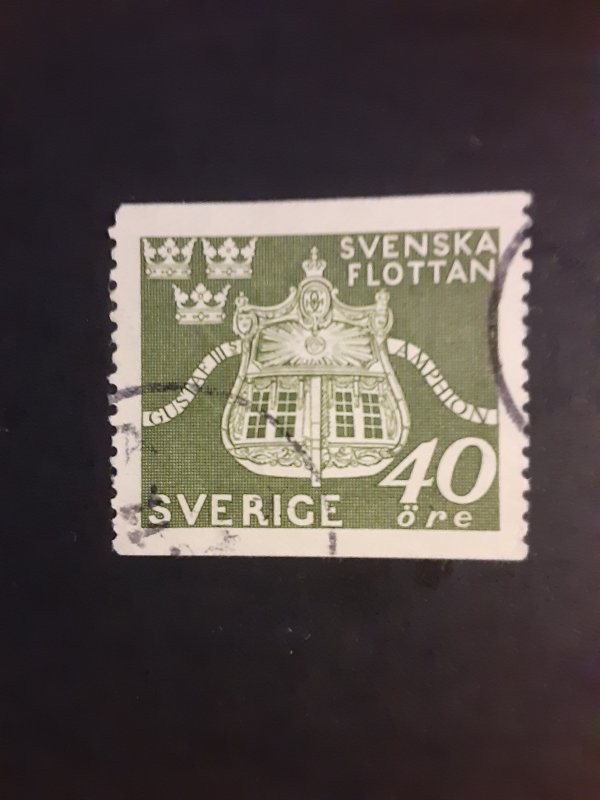 SVENSKA
FLOTTAN
GUSTAF III'S AMPHION
40
SVERIGE öre